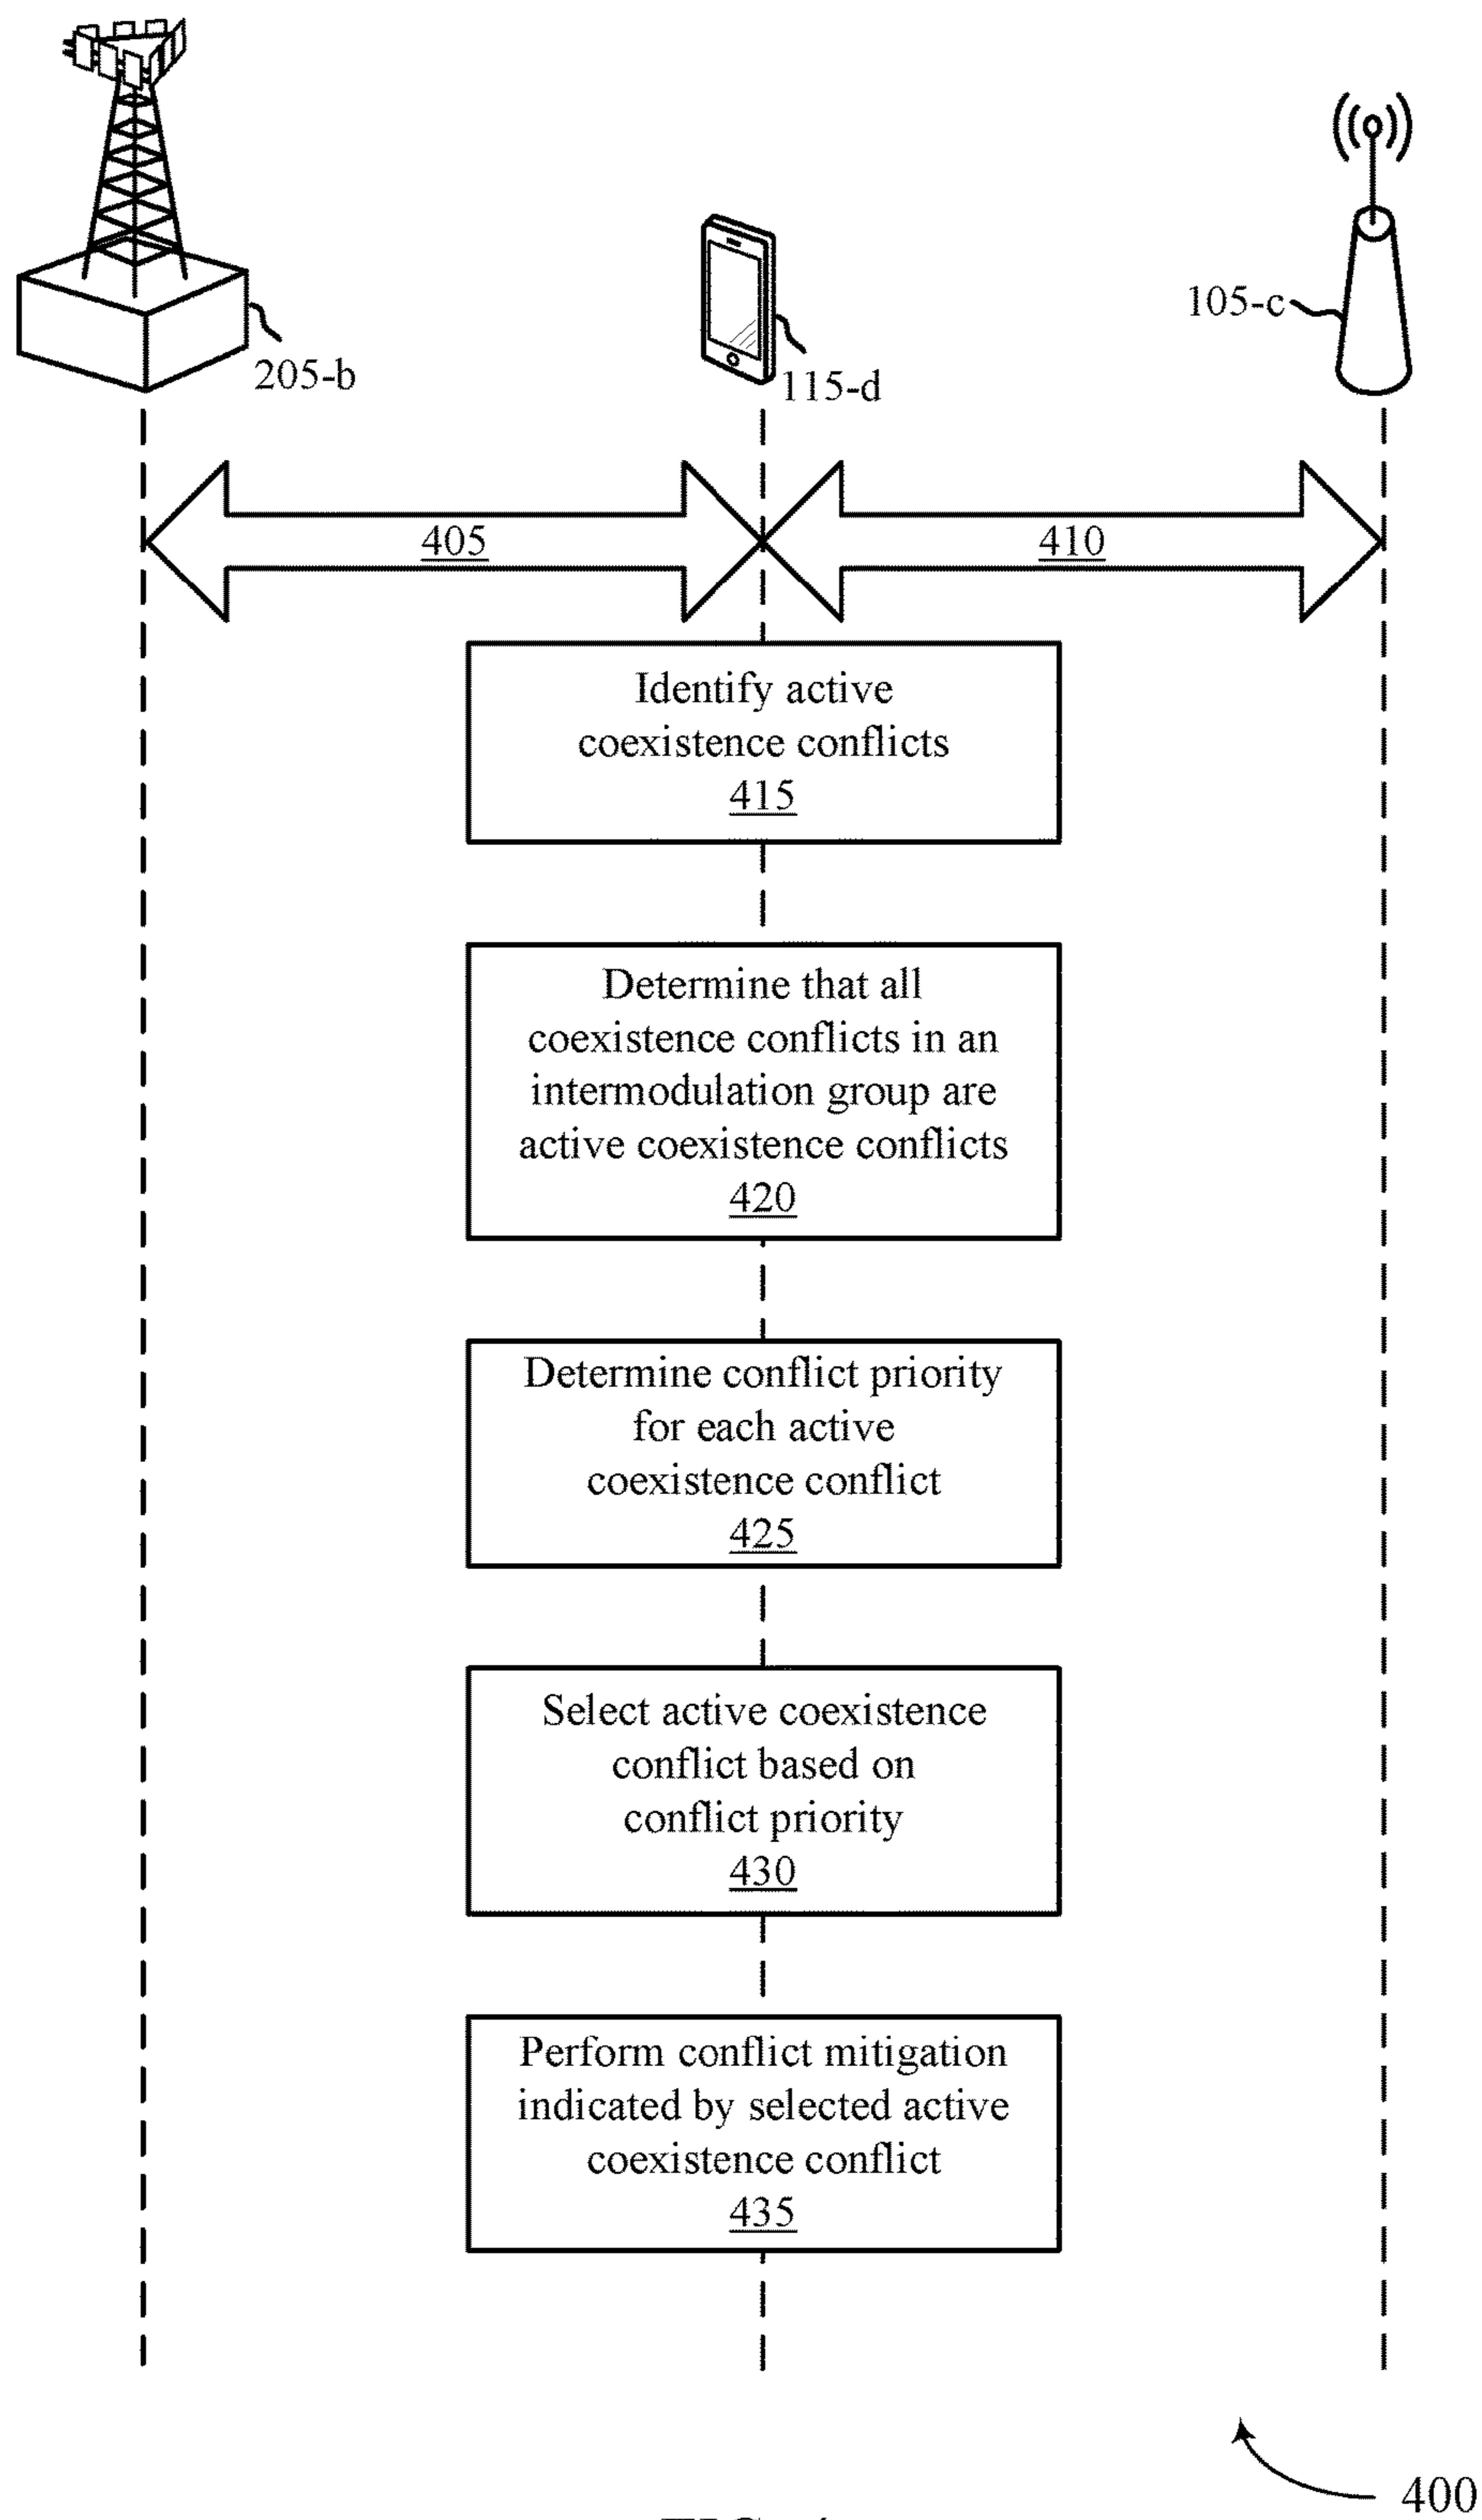 205-b
115-d
105-c
405
410
Identify active
coexistence conflicts
415
Determine that all
coexistence conflicts in an
intermodulation group are
active coexistence conflicts
420
Determine conflict priority
for each active
coexistence conflict
425
Select active coexistence
conflict based on
conflict priority
430
Perform conflict mitigation
indicated by selected active
coexistence conflict
435
400